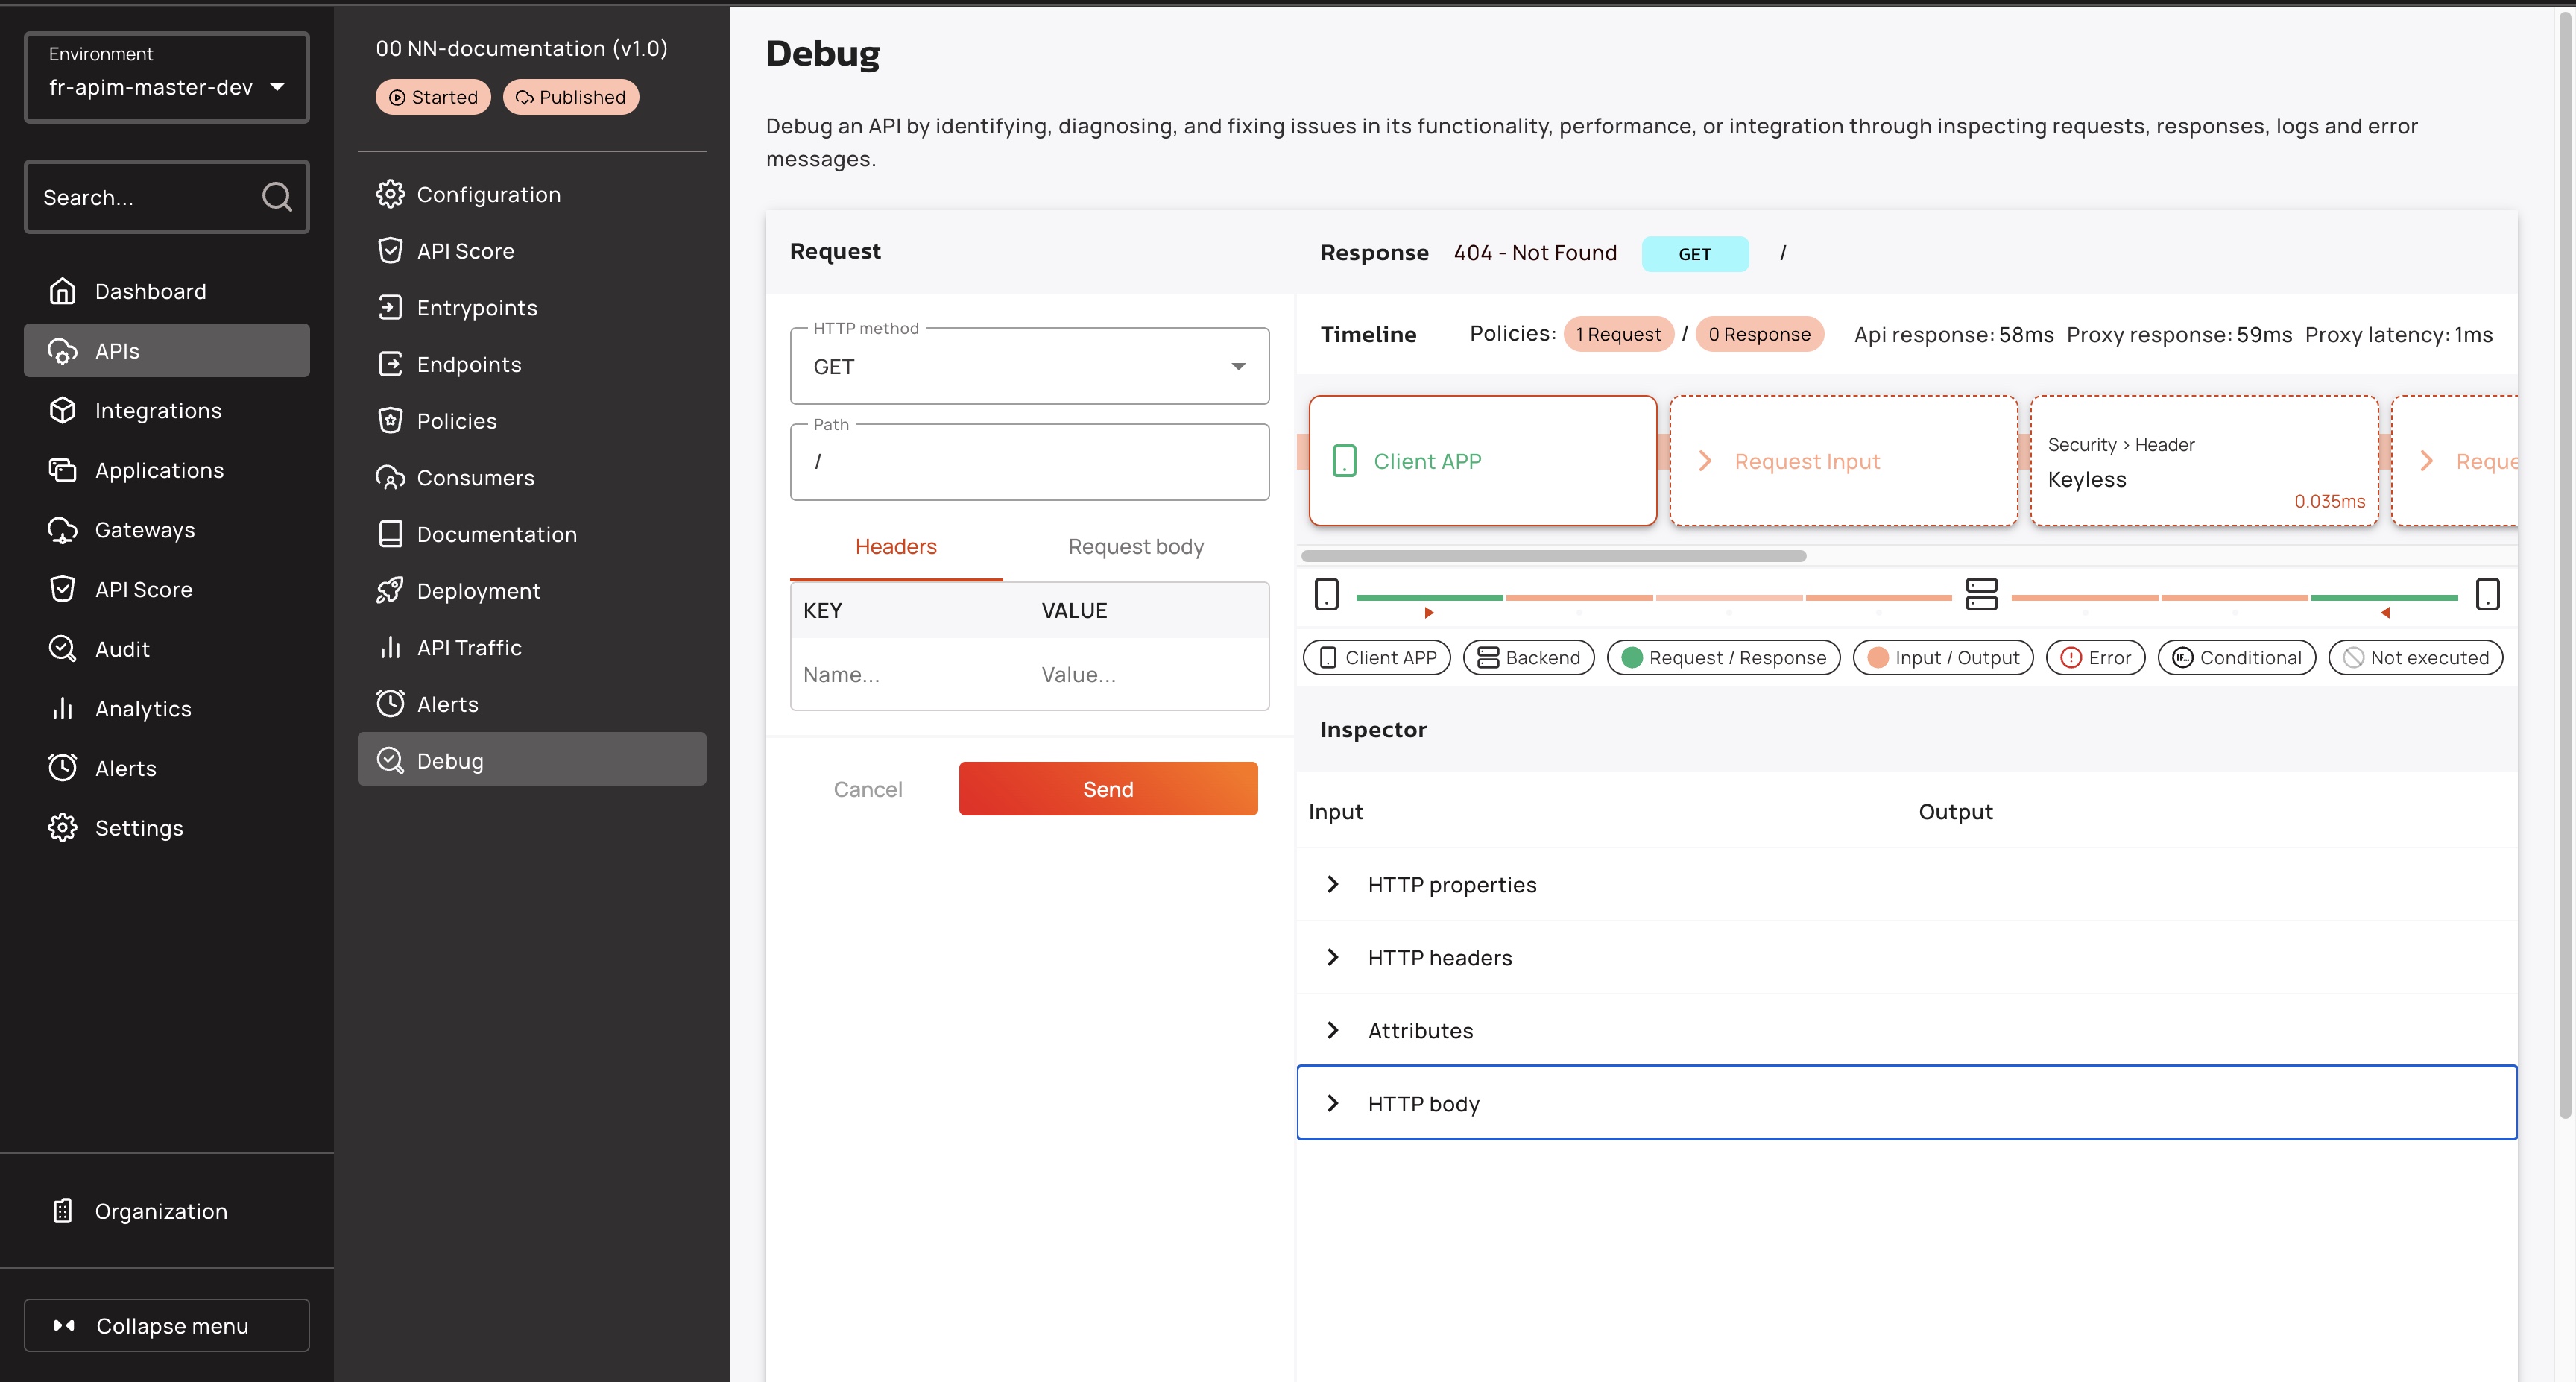 Environment
fr-apim-master-dev
Search...
Dashboard
APIs
Integrations
Applications
Gateways
API Score
Audit
Analytics
Alerts
Settings
Organization
Collapse menu
00 NN-documentation (v1.0)
Started
Published
Configuration
API Score
Entrypoints
Endpoints
Policies
Consumers
Documentation
Deployment
API Traffic
Alerts
Debug
Debug
Debug an API by identifying, diagnosing, and fixing issues in its functionality, performance, or integration through inspecting requests, responses, logs and error
messages.
Request
HTTP method
GET
Path
/
Headers Request body
KEY VALUE
Name... Value...
Cancel Send
Response 404 - Not Found GET /
Timeline Policies: 1 Request / 0 Response Api response: 58ms Proxy response: 59ms Proxy latency: 1ms
Client APP
Request Input
Security > Header
Keyless
0.035ms
Reque
Client APP Backend Request / Response Input / Output Error IF... Conditional Not executed
Inspector
Input Output
HTTP properties
HTTP headers
Attributes
HTTP body